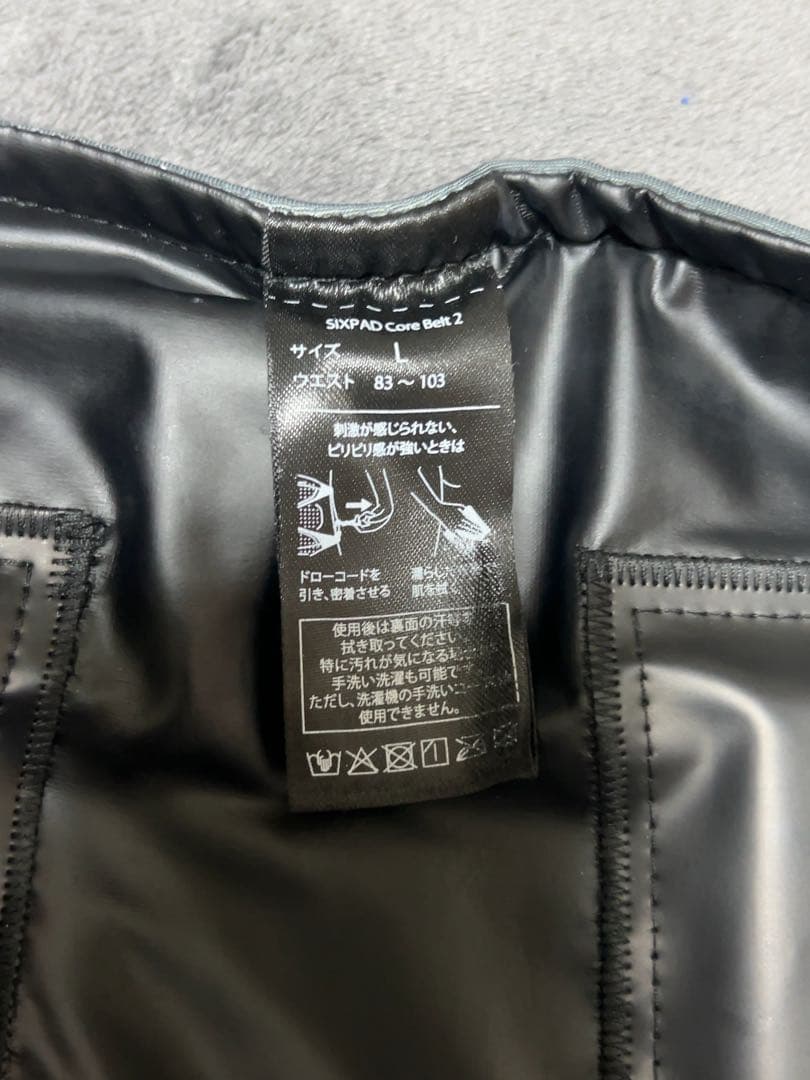 SIXPAD Core Belt 2
サイズ L
ウエスト 83～103
刺激が感じられない、
ピリピリ感が強いときは
ドローコードを
引き、密着させる
濡らし
肌を拭
使用後は裏面の汗
拭き取ってくださ
特に汚れが気になる
手洗い洗濯も可能で
ただし、洗濯機の手洗い
使用できません。